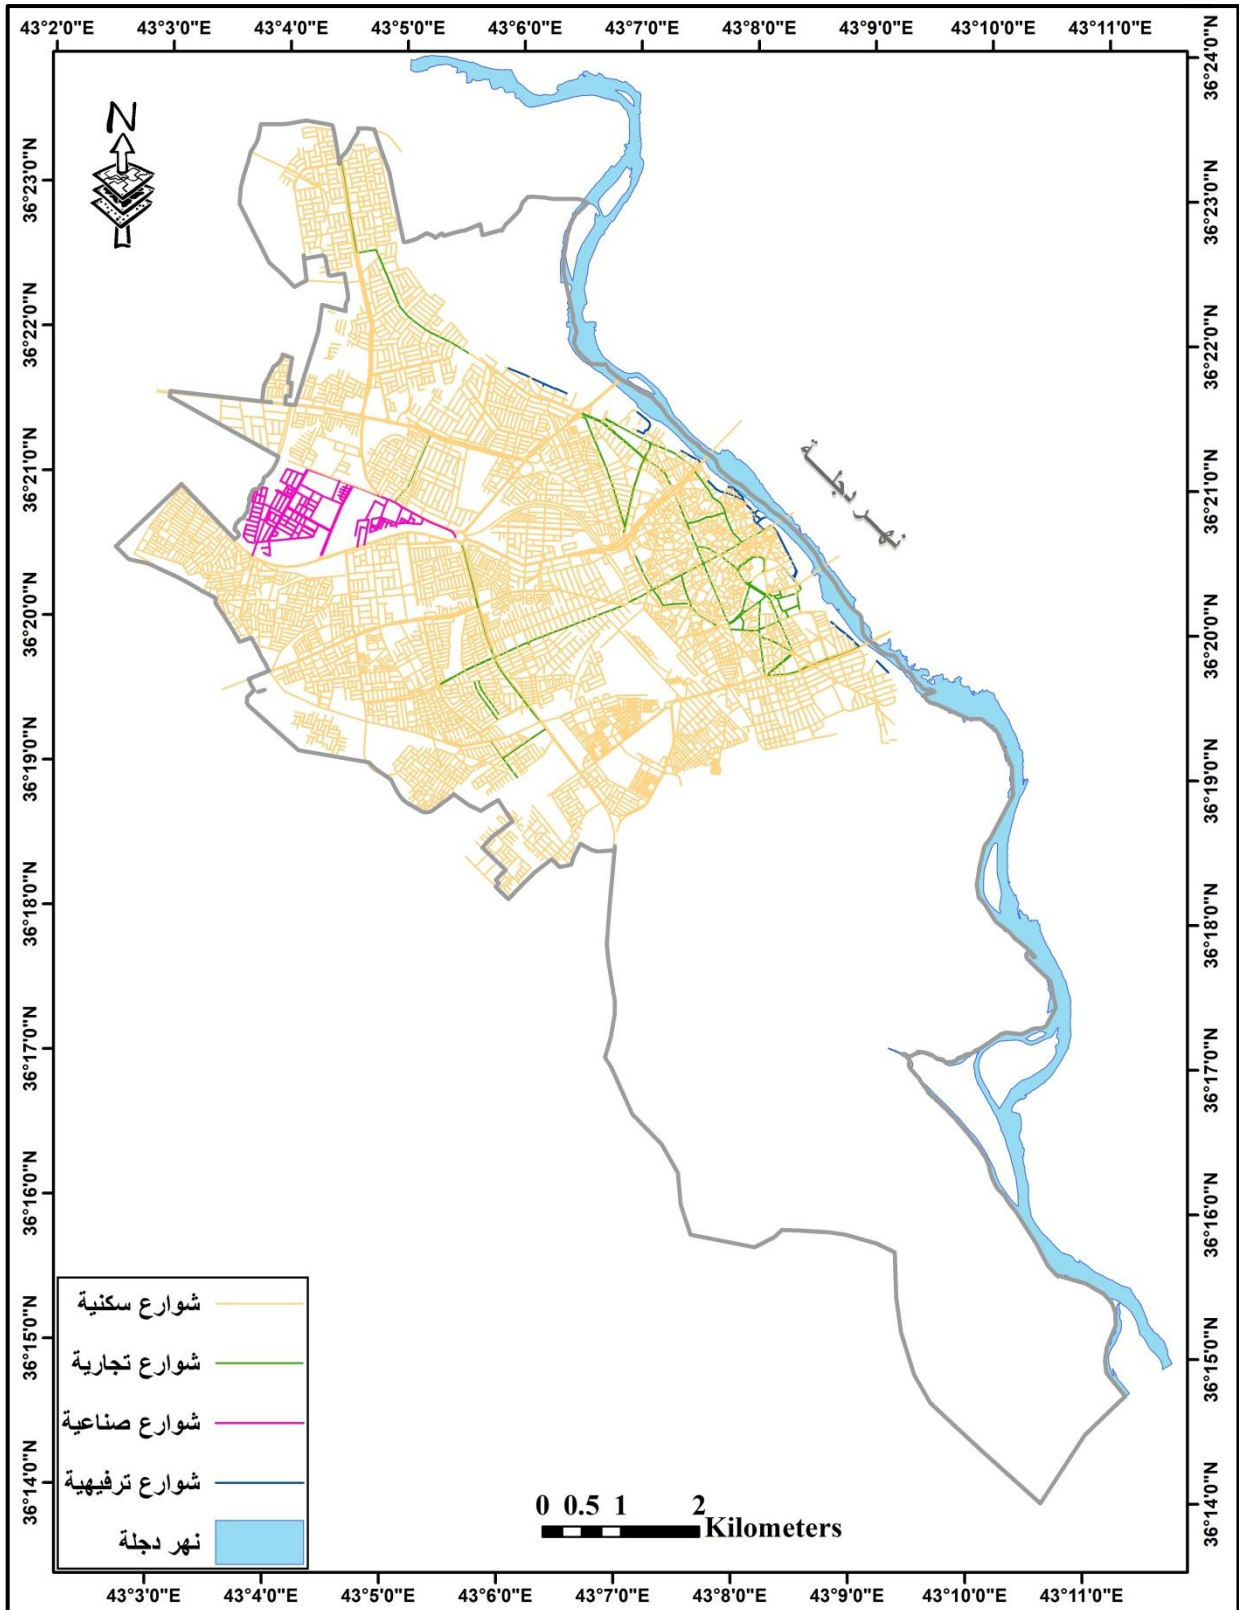 43°2'0"E 43°3'0"E 43°4'0"E 43°5'0"E 43°6'0"E 43°7'0"E 43°8'0"E 43°9'0"E 43°10'0"E 43°11'0"E
N
36°24'0"N
36°23'0"N
36°23'0"N
36°22'0"N
36°22'0"N
36°21'0"N
36°21'0"N
نهر دجلة
36°20'0"N
36°20'0"N
36°19'0"N
36°19'0"N
36°18'0"N
36°18'0"N
36°17'0"N
36°17'0"N
36°16'0"N
36°16'0"N
36°15'0"N
36°15'0"N
36°14'0"N
36°14'0"N
شوارع سكنية
شوارع تجارية
شوارع صناعية
شوارع ترفيهية
نهر دجلة
0 0.5 1 2
Kilometers
43°3'0"E 43°4'0"E 43°5'0"E 43°6'0"E 43°7'0"E 43°8'0"E 43°9'0"E 43°10'0"E 43°11'0"E